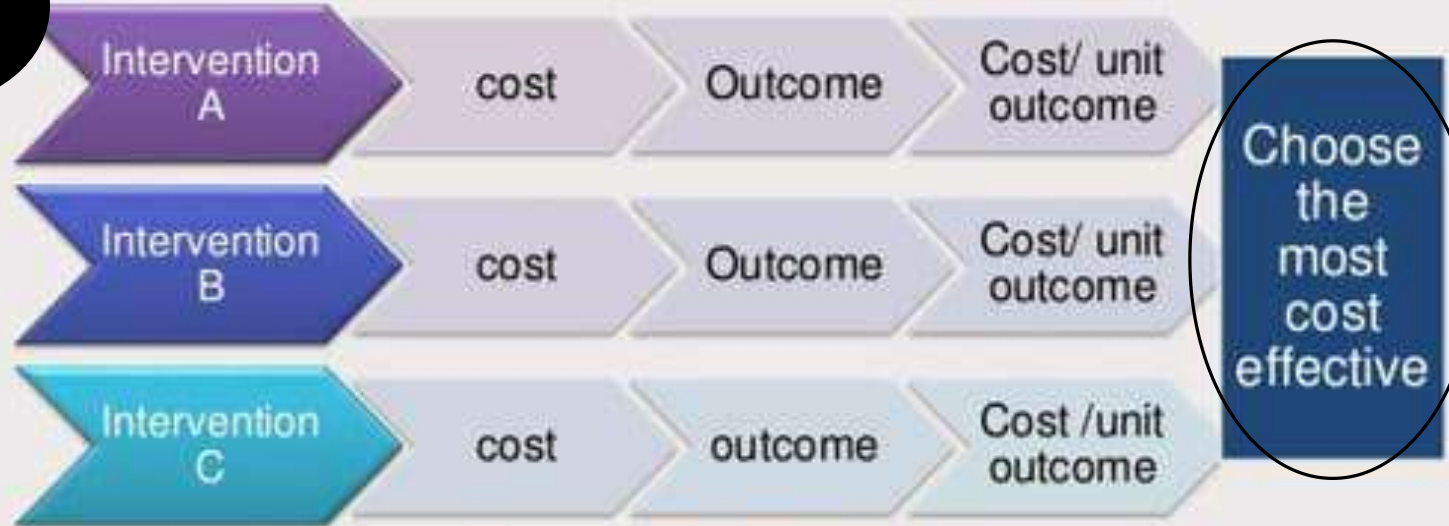 Intervention
A
cost
Outcome
Cost/ unit
outcome
Intervention
B
cost
Outcome
Cost/ unit
outcome
Intervention
C
cost
outcome
Cost /unit
outcome
Choose
the
most
cost
effective